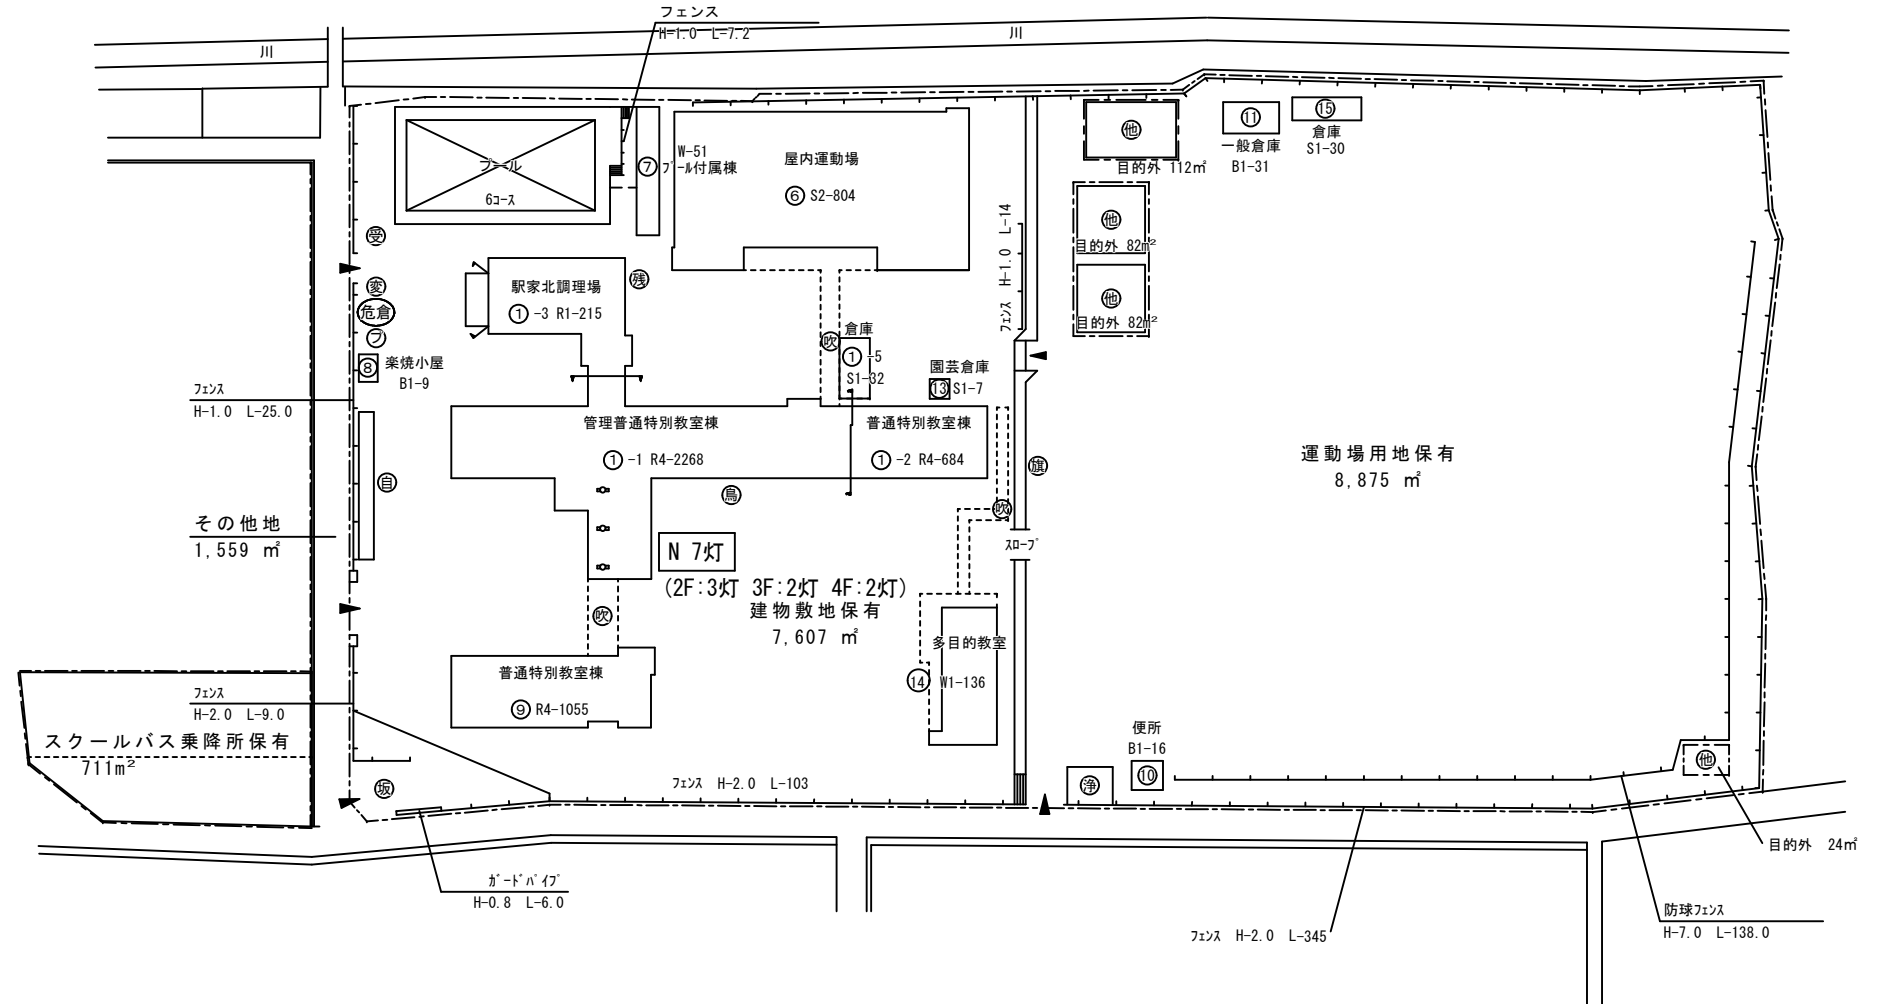 フェンス
H-1.0 L-7.2
川
川
プール
6コース
⑦
W-51
プール付属棟
屋内運動場
⑥ S2-804
他
目的外 112㎡
⑪
一般倉庫
B1-31
⑮
倉庫
S1-30
他
目的外 82㎡
他
目的外 82㎡
フェンス H-1.0 L-14
受
変
危倉
プ
残
駅家北調理場
①-3 R1-215
⑧
楽焼小屋
B1-9
吹
倉庫
①-5
S1-32
園芸倉庫
⑬ S1-7
フェンス
H-1.0 L-25.0
管理普通特別教室棟
①-1 R4-2268
普通特別教室棟
①-2 R4-684
旗
自
鳥
吹
運動場用地保有
8,875 ㎡
その他地
1,559 ㎡
スロープ
N 7灯
(2F:3灯 3F:2灯 4F:2灯)
建物敷地保有
7,607 ㎡
吹
多目的教室
⑭ W1-136
普通特別教室棟
⑨ R4-1055
フェンス
H-2.0 L-9.0
スクールバス乗降所保有
711m²
坂
フェンス H-2.0 L-103
便所
B1-16
⑩
浄
他
目的外 24㎡
ガードパイプ
H-0.8 L-6.0
フェンス H-2.0 L-345
防球フェンス
H-7.0 L-138.0